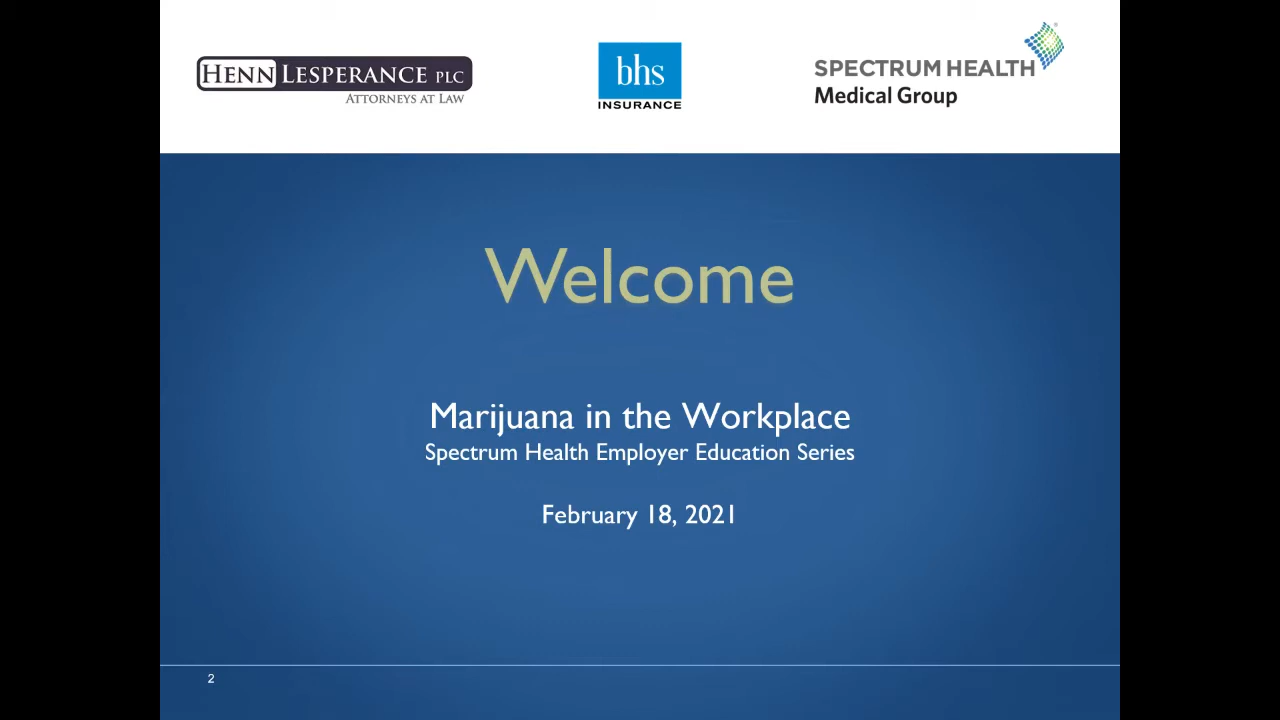 HENN LESPERANCE PLC
ATTORNEYS AT LAW
bhs
INSURANCE
SPECTRUM HEALTH
Medical Group
Welcome
Marijuana in the Workplace
Spectrum Health Employer Education Series
February 18, 2021
2